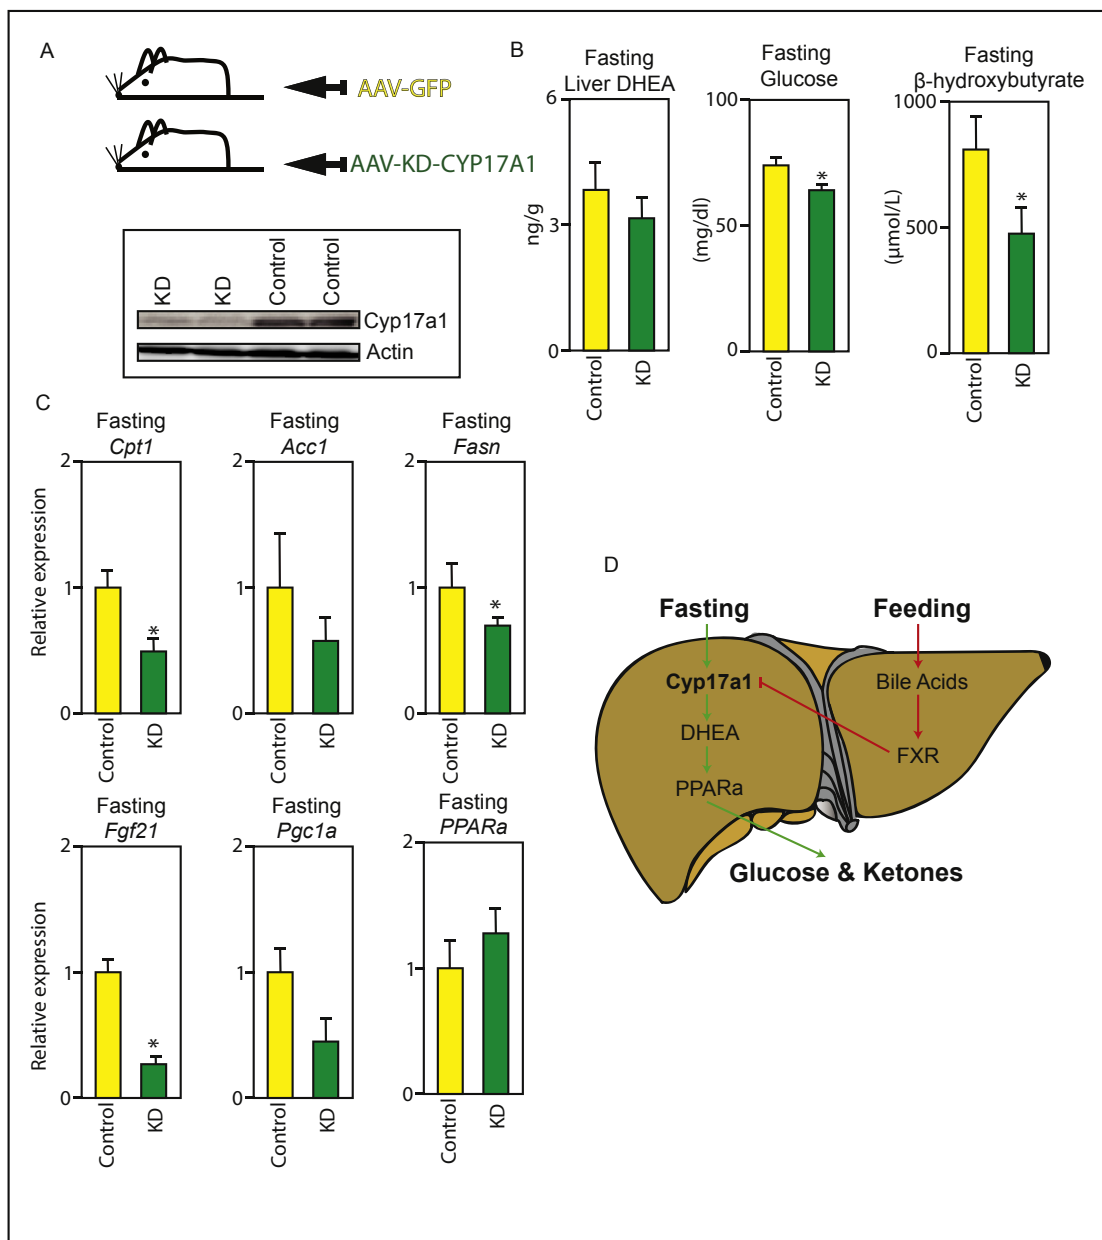 A
AAV-GFP
AAV-KD-CYP17A1
KD
KD
Control
Control
Cyp17a1
Actin
B
Fasting
Liver DHEA
6
3
0
ng/g
Control
KD
Fasting
Glucose
100
50
0
(mg/dl)
*
Control
KD
Fasting
β-hydroxybutyrate
1000
500
0
(µmol/L)
*
Control
KD
C
Fasting
Cpt1
2
1
0
Relative expression
*
Control
KD
Fasting
Acc1
2
1
0
Control
KD
Fasting
Fasn
2
1
0
*
Control
KD
Fasting
Fgf21
2
1
0
Relative expression
*
Control
KD
Fasting
Pgc1a
2
1
0
Control
KD
Fasting
PPARa
2
1
0
Control
KD
D
Fasting
Feeding
Cyp17a1
Bile Acids
DHEA
FXR
PPARa
Glucose & Ketones